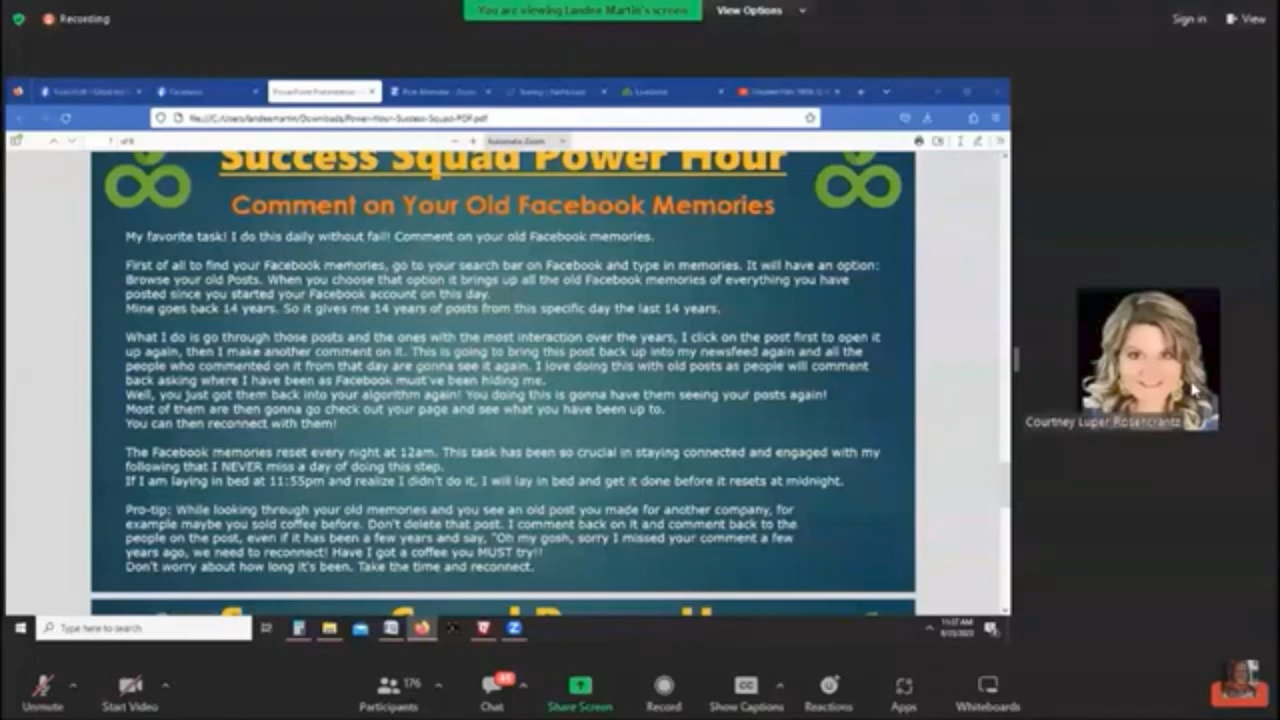 Recording
You are viewing Landee Martin's screen
View Options
Sign in
View
file:///C:/Users/landeemartin/Downloads/Power-Hour-Success-Squad-PDF.pdf
Automatic Zoom
Success Squad Power Hour
Comment on Your Old Facebook Memories
My favorite task! I do this daily without fail! Comment on your old Facebook memories.
First of all to find your Facebook memories, go to your search bar on Facebook and type in memories. It will have an option:
Browse your old Posts. When you choose that option it brings up all the old Facebook memories of everything you have
posted since you started your Facebook account on this day.
Mine goes back 14 years. So it gives me 14 years of posts from this specific day the last 14 years.
What I do is go through those posts and the ones with the most interaction over the years, I click on the post first to open it
up again, then I make another comment on it. This is going to bring this post back up into my newsfeed again and all the
people who commented on it from that day are gonna see it again. I love doing this with old posts as people will comment
back asking where I have been as Facebook must've been hiding me.
Well, you just got them back into your algorithm again! You doing this is gonna have them seeing your posts again!
Most of them are then gonna go check out your page and see what you have been up to.
You can then reconnect with them!
The Facebook memories reset every night at 12am. This task has been so crucial in staying connected and engaged with my
following that I NEVER miss a day of doing this step.
If I am laying in bed at 11:55pm and realize I didn't do it, I will lay in bed and get it done before it resets at midnight.
Pro-tip: While looking through your old memories and you see an old post you made for another company, for
example maybe you sold coffee before. Don't delete that post. I comment back on it and comment back to the
people on the post, even if it has been a few years and say, "Oh my gosh, sorry I missed your comment a few
years ago, we need to reconnect! Have I got a coffee you MUST try!!
Don't worry about how long it's been. Take the time and reconnect.
Courtney Luper Rosencrantz
Type here to search
11:37 AM
Unmute
Start Video
176
Participants
Chat
Share Screen
Record
CC
Show Captions
Reactions
Apps
Whiteboards